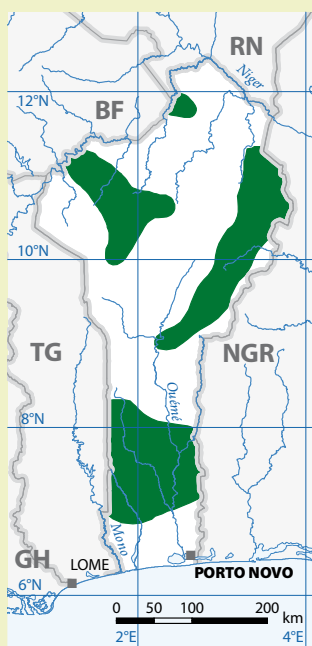 RN
Niger
12°N
BF
10°N
TG
NGR
Ouémé
8°N
Mono
GH
LOME
PORTO NOVO
6°N
0 50 100 200 km
2°E 4°E